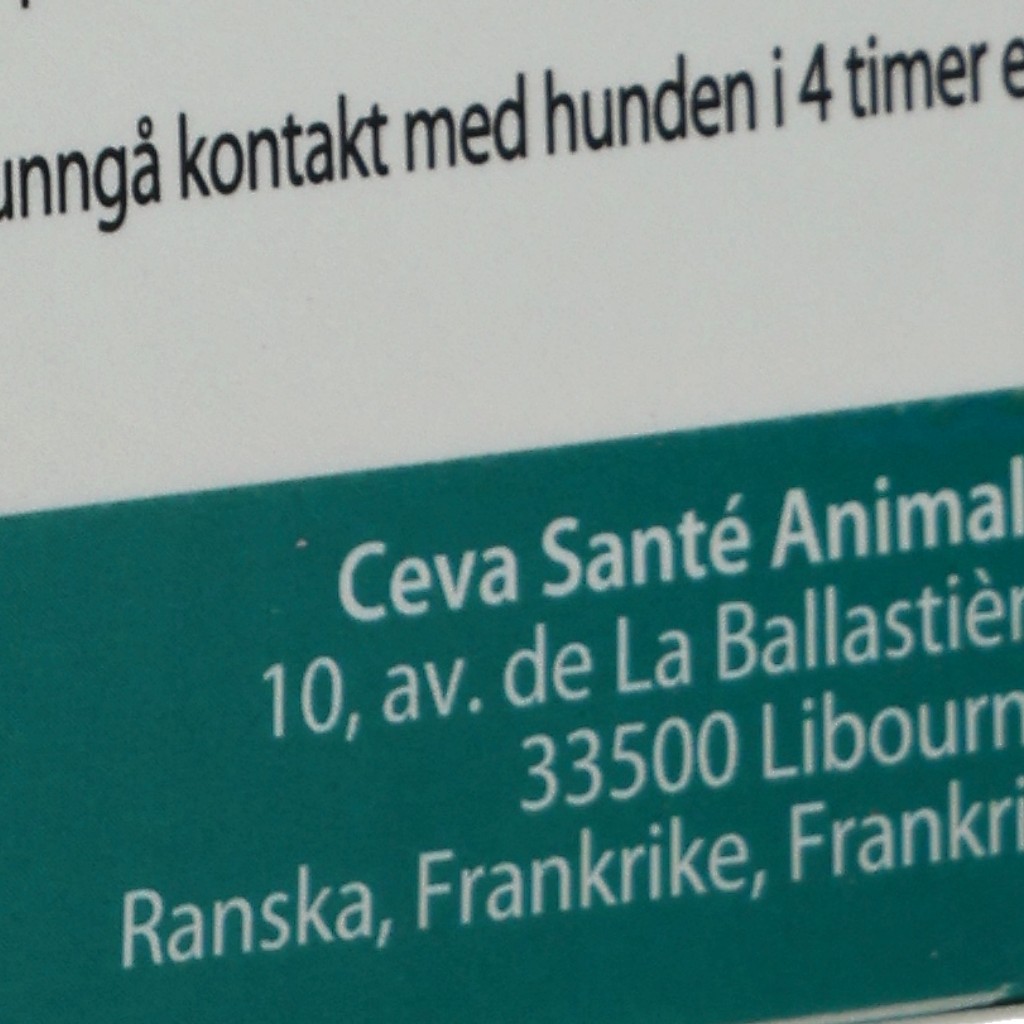 unngå kontakt med hunden i 4 timer
Ceva Santé Animal
10, av. de La Ballastièr
33500 Libourn
Ranska, Frankrike, Frankri